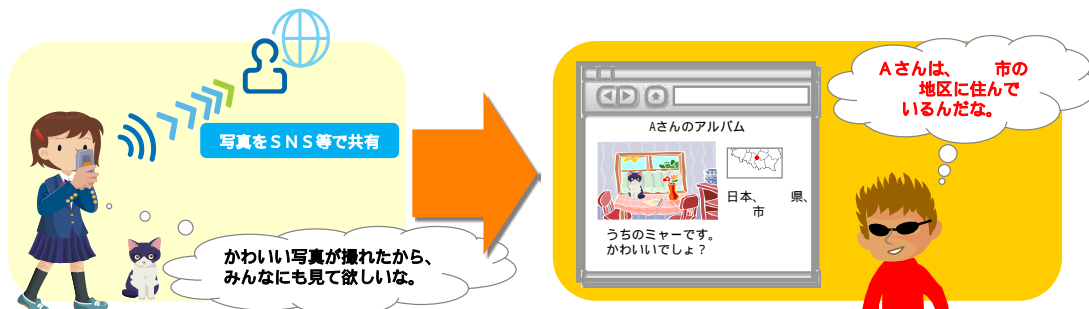 写真をＳＮＳ等で共有
かわいい写真が撮れたから、
みんなにも見て欲しいな。
Aさんのアルバム
日本、　　県、
市
うちのミャーです。
かわいいでしょ？
Ａさんは、　　市の
地区に住んで
いるんだな。